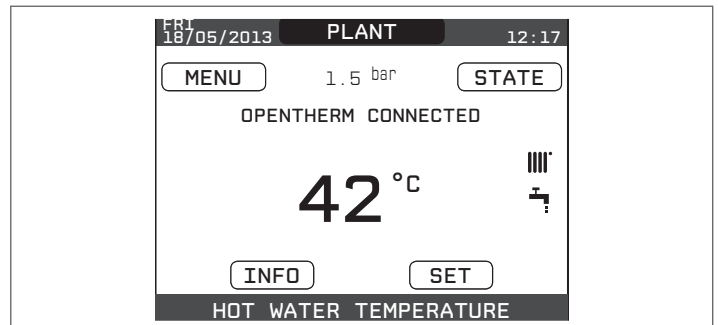 FRI
18/05/2013 PLANT 12:17
MENU 1.5 bar STATE
OPENTHERM CONNECTED
42 °C
INFO SET
HOT WATER TEMPERATURE